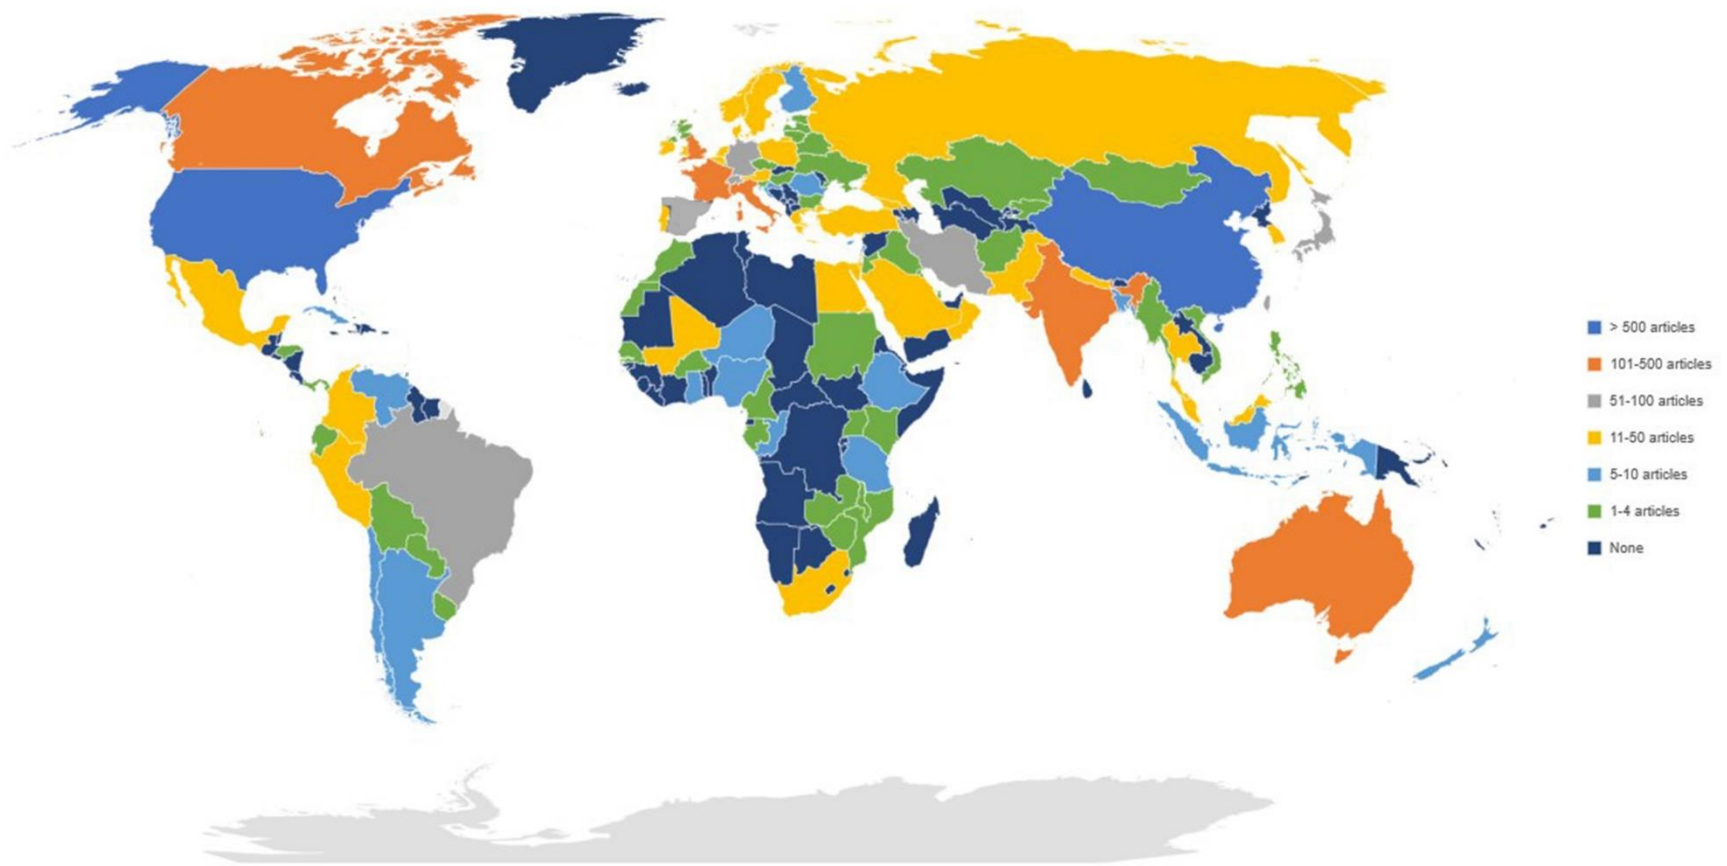 > 500 articles
101-500 articles
51-100 articles
11-50 articles
5-10 articles
1-4 articles
None